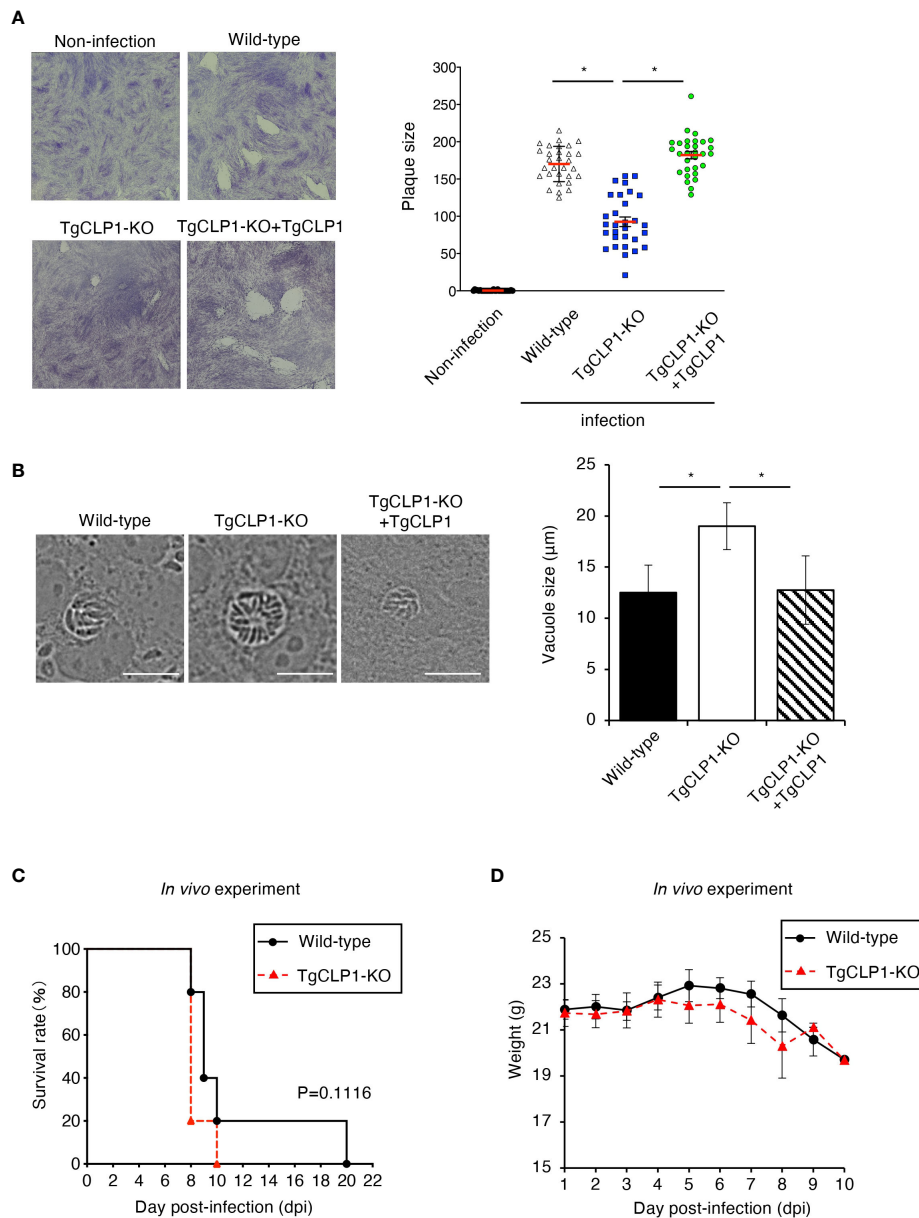 A
Non-infection
Wild-type
TgCLP1-KO
TgCLP1-KO+TgCLP1
Plaque size
300
250
200
150
100
50
0
*
*
Non-infection
Wild-type
TgCLP1-KO
TgCLP1-KO
+TgCLP1
infection
B
Wild-type
TgCLP1-KO
TgCLP1-KO
+TgCLP1
Vacuole size (μm)
25
20
15
10
5
0
*
*
Wild-type
TgCLP1-KO
TgCLP1-KO
+TgCLP1
C
In vivo experiment
Wild-type
TgCLP1-KO
Survival rate (%)
100
80
60
40
20
0
P=0.1116
0 2 4 6 8 10 12 14 16 18 20 22
Day post-infection (dpi)
D
In vivo experiment
Wild-type
TgCLP1-KO
Weight (g)
25
23
21
19
17
15
1 2 3 4 5 6 7 8 9 10
Day post-infection (dpi)